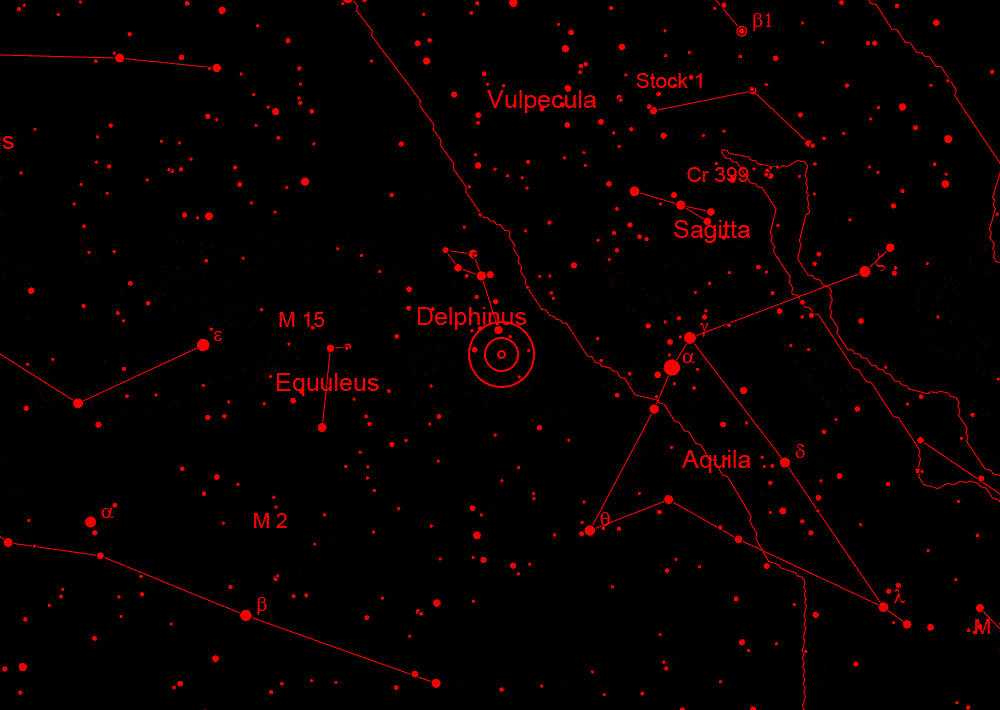 β1
Stock 1
Vulpecula
s
Cr 399
Sagitta
ζ
Delphinus
M 15
γ
ε
α
Equuleus
δ
Aquila
α
θ
M 2
β
λ
M